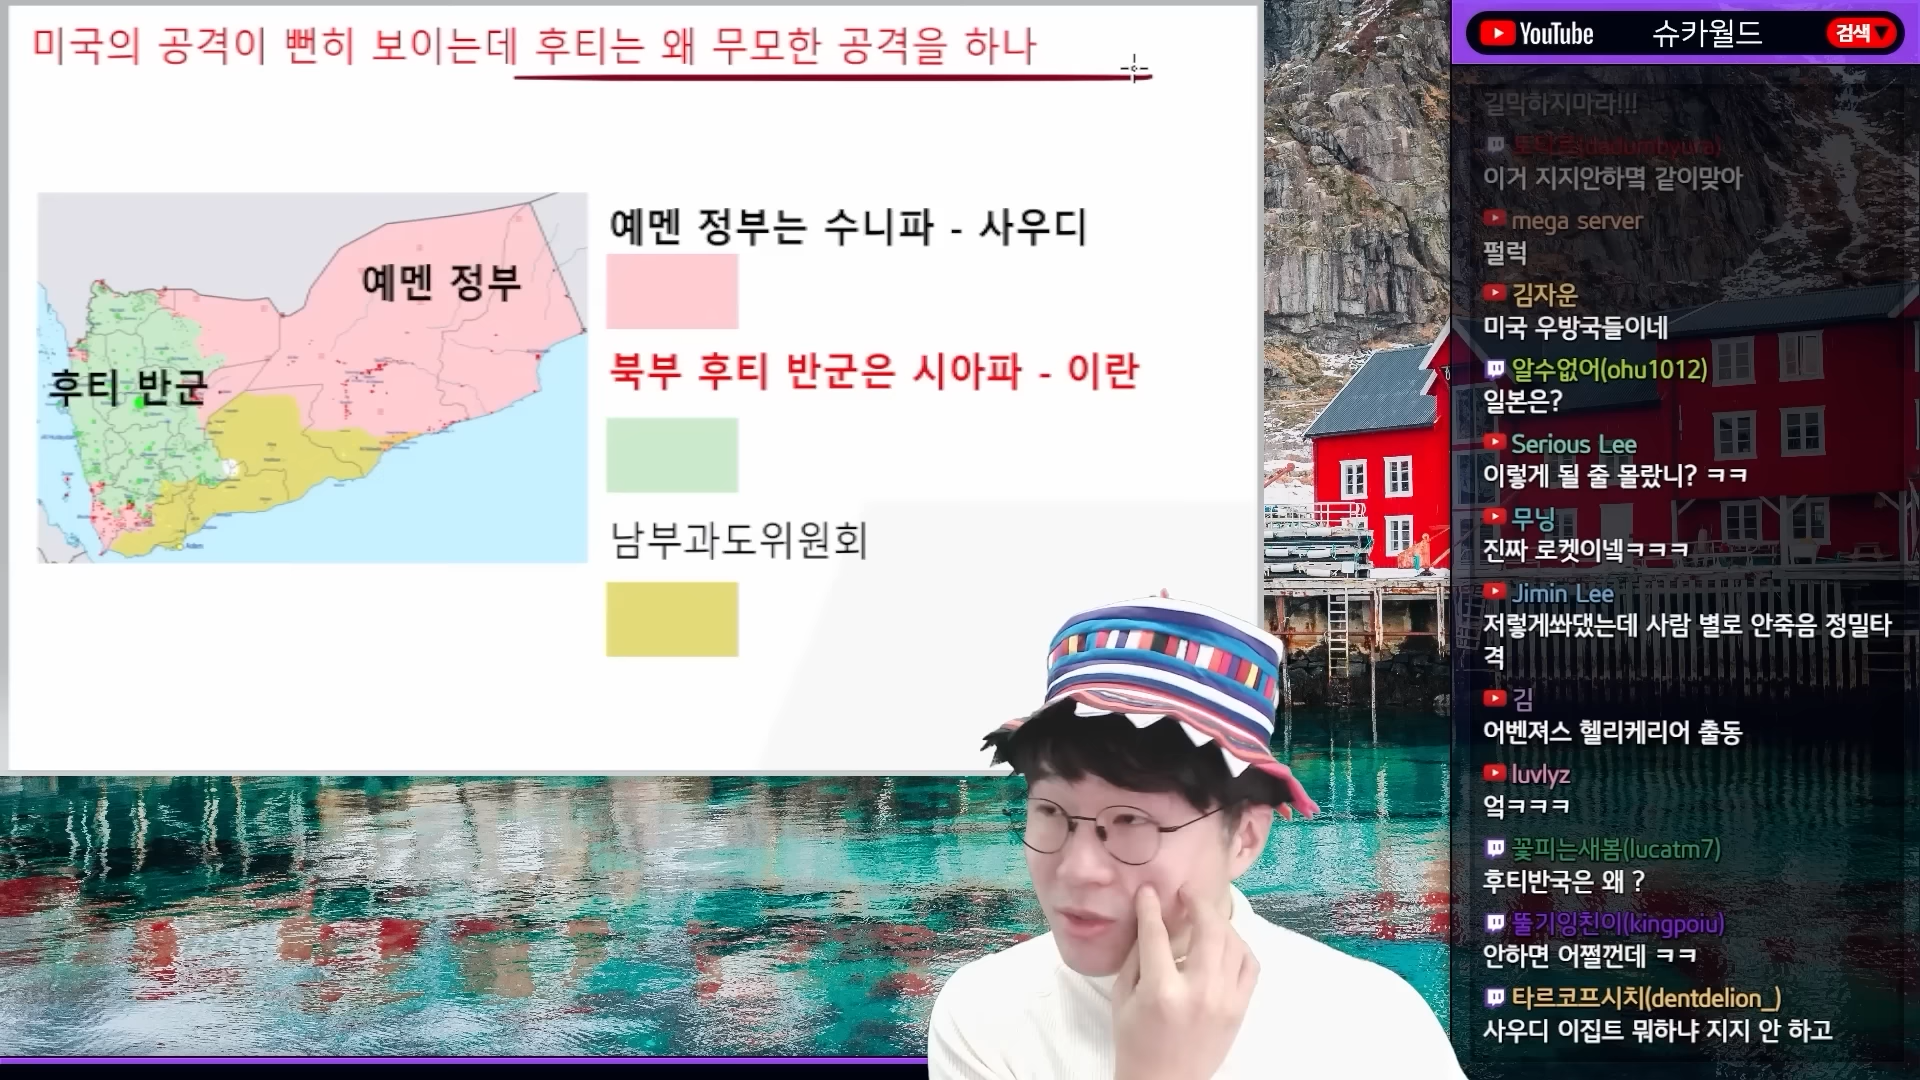 미국의 공격이 뻔히 보이는데 후티는 왜 무모한 공격을 하나
예멘 정부
후티 반군
예멘 정부는 수니파 - 사우디
북부 후티 반군은 시아파 - 이란
남부과도위원회
YouTube 슈카월드 검색
길막하지마라!!!
이거 지지안하멱 같이맞아
mega server
펄럭
김자운
미국 우방국들이네
알수없어(ohu1012)
일본은?
Serious Lee
이렇게 될 줄 몰랐니? ㅋㅋ
무닝
진짜 로켓이넥ㅋㅋㅋ
Jimin Lee
저렇게쏴댔는데 사람 별로 안죽음 정밀타
격
김
어벤져스 헬리케리어 출동
luvlyz
엌ㅋㅋㅋ
꽃피는새봄(lucatm7)
후티반국은 왜 ?
뚤기잉친이(kingpoiu)
안하면 어쩔껀데 ㅋㅋ
타르코프시치(dentdelion_)
사우디 이집트 뭐하냐 지지 안 하고